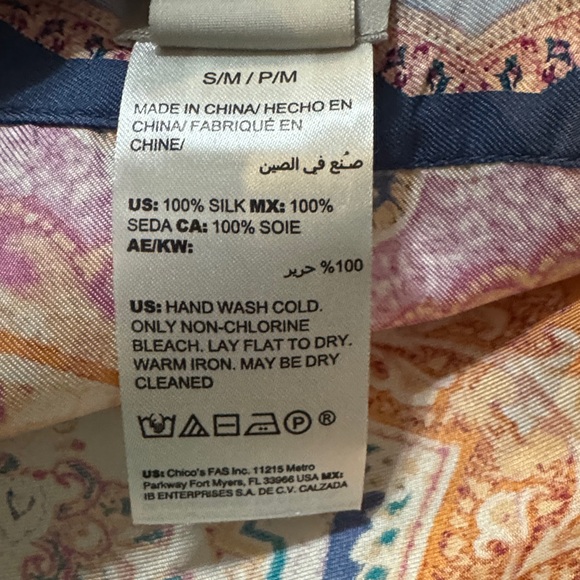 S/M / P/M
MADE IN CHINA/ HECHO EN
CHINA/ FABRIQUÉ EN
CHINE/
صُنع في الصين
US: 100% SILK MX: 100%
SEDA CA: 100% SOIE
AE/KW:
100% حرير
US: HAND WASH COLD.
ONLY NON-CHLORINE
BLEACH. LAY FLAT TO DRY.
WARM IRON. MAY BE DRY
CLEANED
P ®
US: Chico's FAS Inc. 11215 Metro
Parkway Fort Myers, FL 33966 USA MX:
IB ENTERPRISES S.A. DE C.V. CALZADA